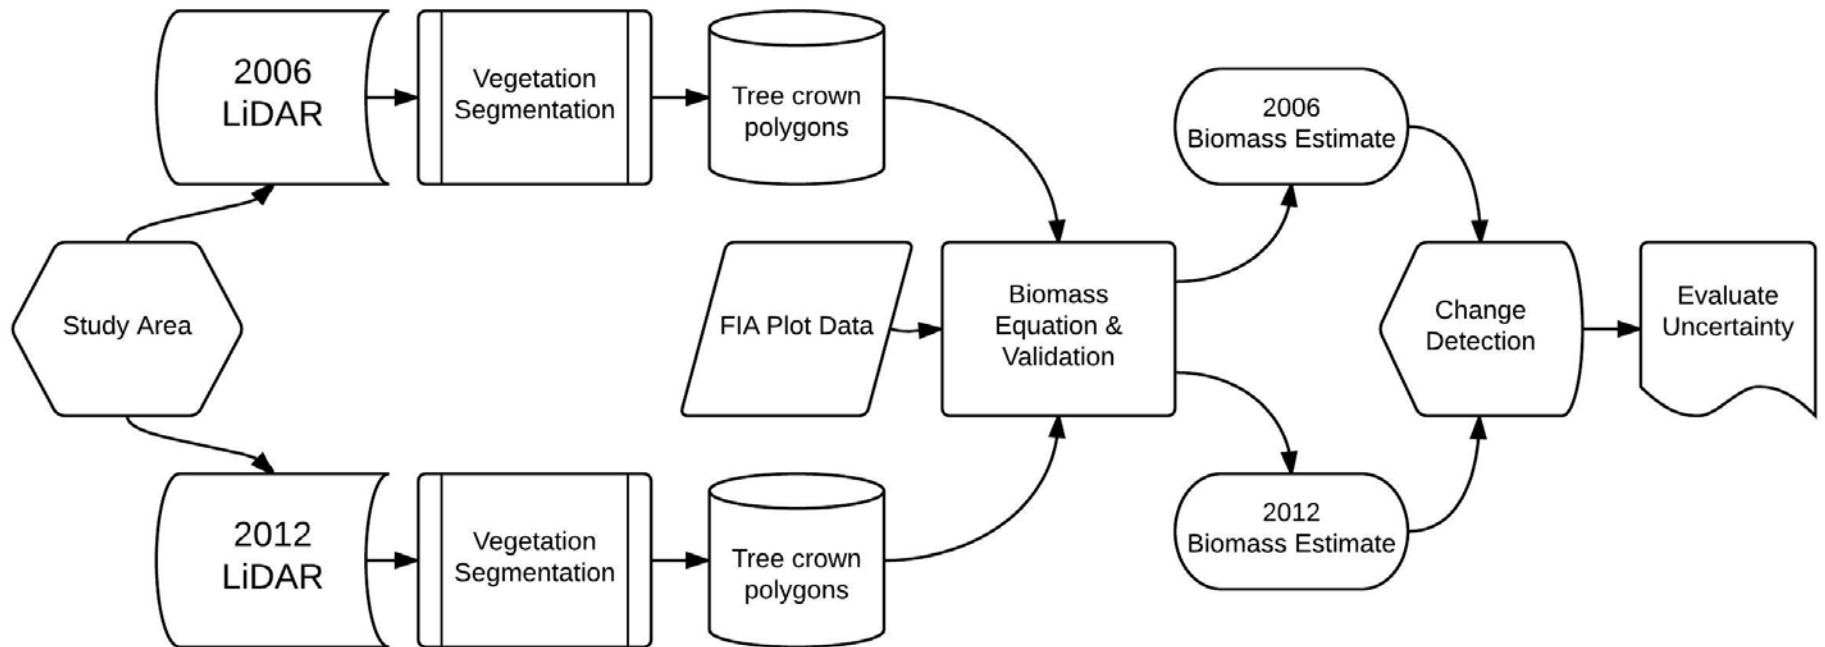 2006
LiDAR
Vegetation
Segmentation
Tree crown
polygons
2006
Biomass Estimate
Study Area
FIA Plot Data
Biomass
Equation &
Validation
Change
Detection
Evaluate
Uncertainty
2012
LiDAR
Vegetation
Segmentation
Tree crown
polygons
2012
Biomass Estimate